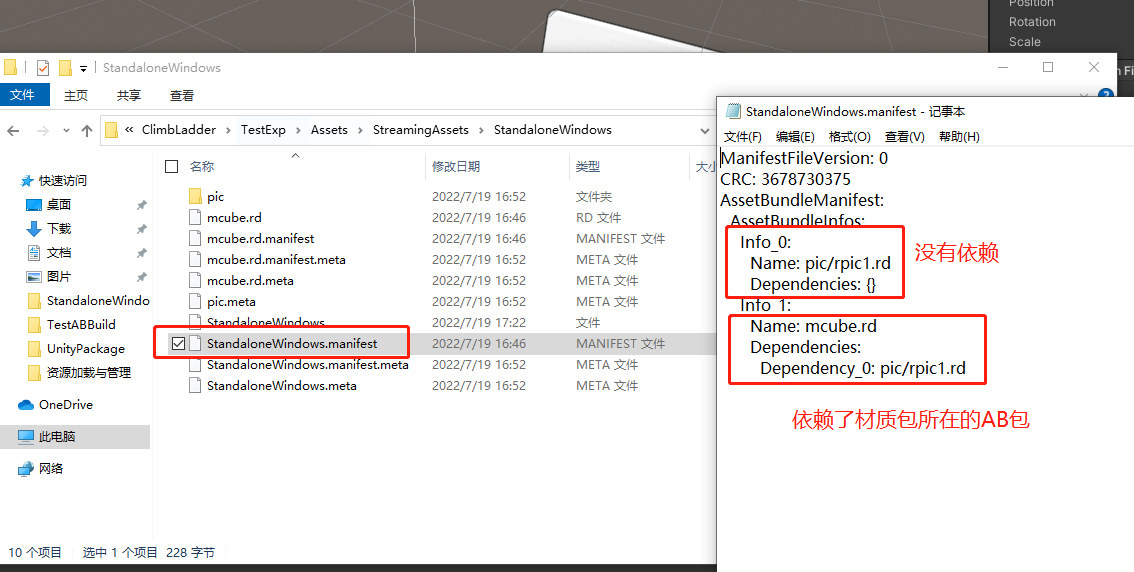 Position
Rotation
Scale
StandaloneWindows
文件
主页
共享
查看
« ClimbLadder > TestExp > Assets > StreamingAssets > StandaloneWindows
名称
修改日期
类型
大小
快速访问
桌面
下载
文档
图片
StandaloneWindo
TestABBuild
UnityPackage
资源加载与管理
OneDrive
此电脑
网络
pic 2022/7/19 16:52 文件夹
mcube.rd 2022/7/19 16:46 RD 文件
mcube.rd.manifest 2022/7/19 16:46 MANIFEST 文件
mcube.rd.manifest.meta 2022/7/19 16:52 META 文件
mcube.rd.meta 2022/7/19 16:52 META 文件
pic.meta 2022/7/19 16:52 META 文件
StandaloneWindows 2022/7/19 17:22 文件
StandaloneWindows.manifest 2022/7/19 16:46 MANIFEST 文件
StandaloneWindows.manifest.meta 2022/7/19 16:52 META 文件
StandaloneWindows.meta 2022/7/19 16:52 META 文件
10 个项目 选中 1 个项目 228 字节
StandaloneWindows.manifest - 记事本
文件(F) 编辑(E) 格式(O) 查看(V) 帮助(H)
ManifestFileVersion: 0
CRC: 3678730375
AssetBundleManifest:
AssetBundleInfos:
Info_0:
Name: pic/rpic1.rd
Dependencies: {}
没有依赖
Info_1:
Name: mcube.rd
Dependencies:
Dependency_0: pic/rpic1.rd
依赖了材质包所在的AB包